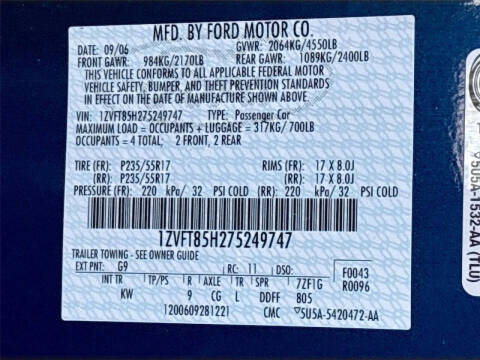 MFD. BY FORD MOTOR CO.
DATE: 09/06 GVWR: 2064KG/4550LB
FRONT GAWR: 984KG/2170LB REAR GAWR: 1089KG/2400LB
THIS VEHICLE CONFORMS TO ALL APPLICABLE FEDERAL MOTOR
VEHICLE SAFETY, BUMPER, AND THEFT PREVENTION STANDARDS
IN EFFECT ON THE DATE OF MANUFACTURE SHOWN ABOVE.
VIN: 1ZVFT85H275249747 TYPE: Passenger Car
MAXIMUM LOAD = OCCUPANTS + LUGGAGE = 317KG/700LB
OCCUPANTS = 4 TOTAL: 2 FRONT, 2 REAR
TIRE (FR): P235/55R17 RIMS (FR): 17 X 8.0J
(RR): P235/55R17 (RR): 17 X 8.0J
PRESSURE (FR): 220 kPa/ 32 PSI COLD (RR): 220 kPa/ 32 PSI COLD
1ZVFT85H275249747
TRAILER TOWING - SEE OWNER GUIDE
EXT PNT: G9 RC: 11 DSO: F0043
INT TR TP/PS R AXLE TR SPR 7ZF1G R0096
KW 9 CG L DDFF 805
1200609281221 CMC 5U5A-5420472-AA
V505A-1532-AA (TLU)